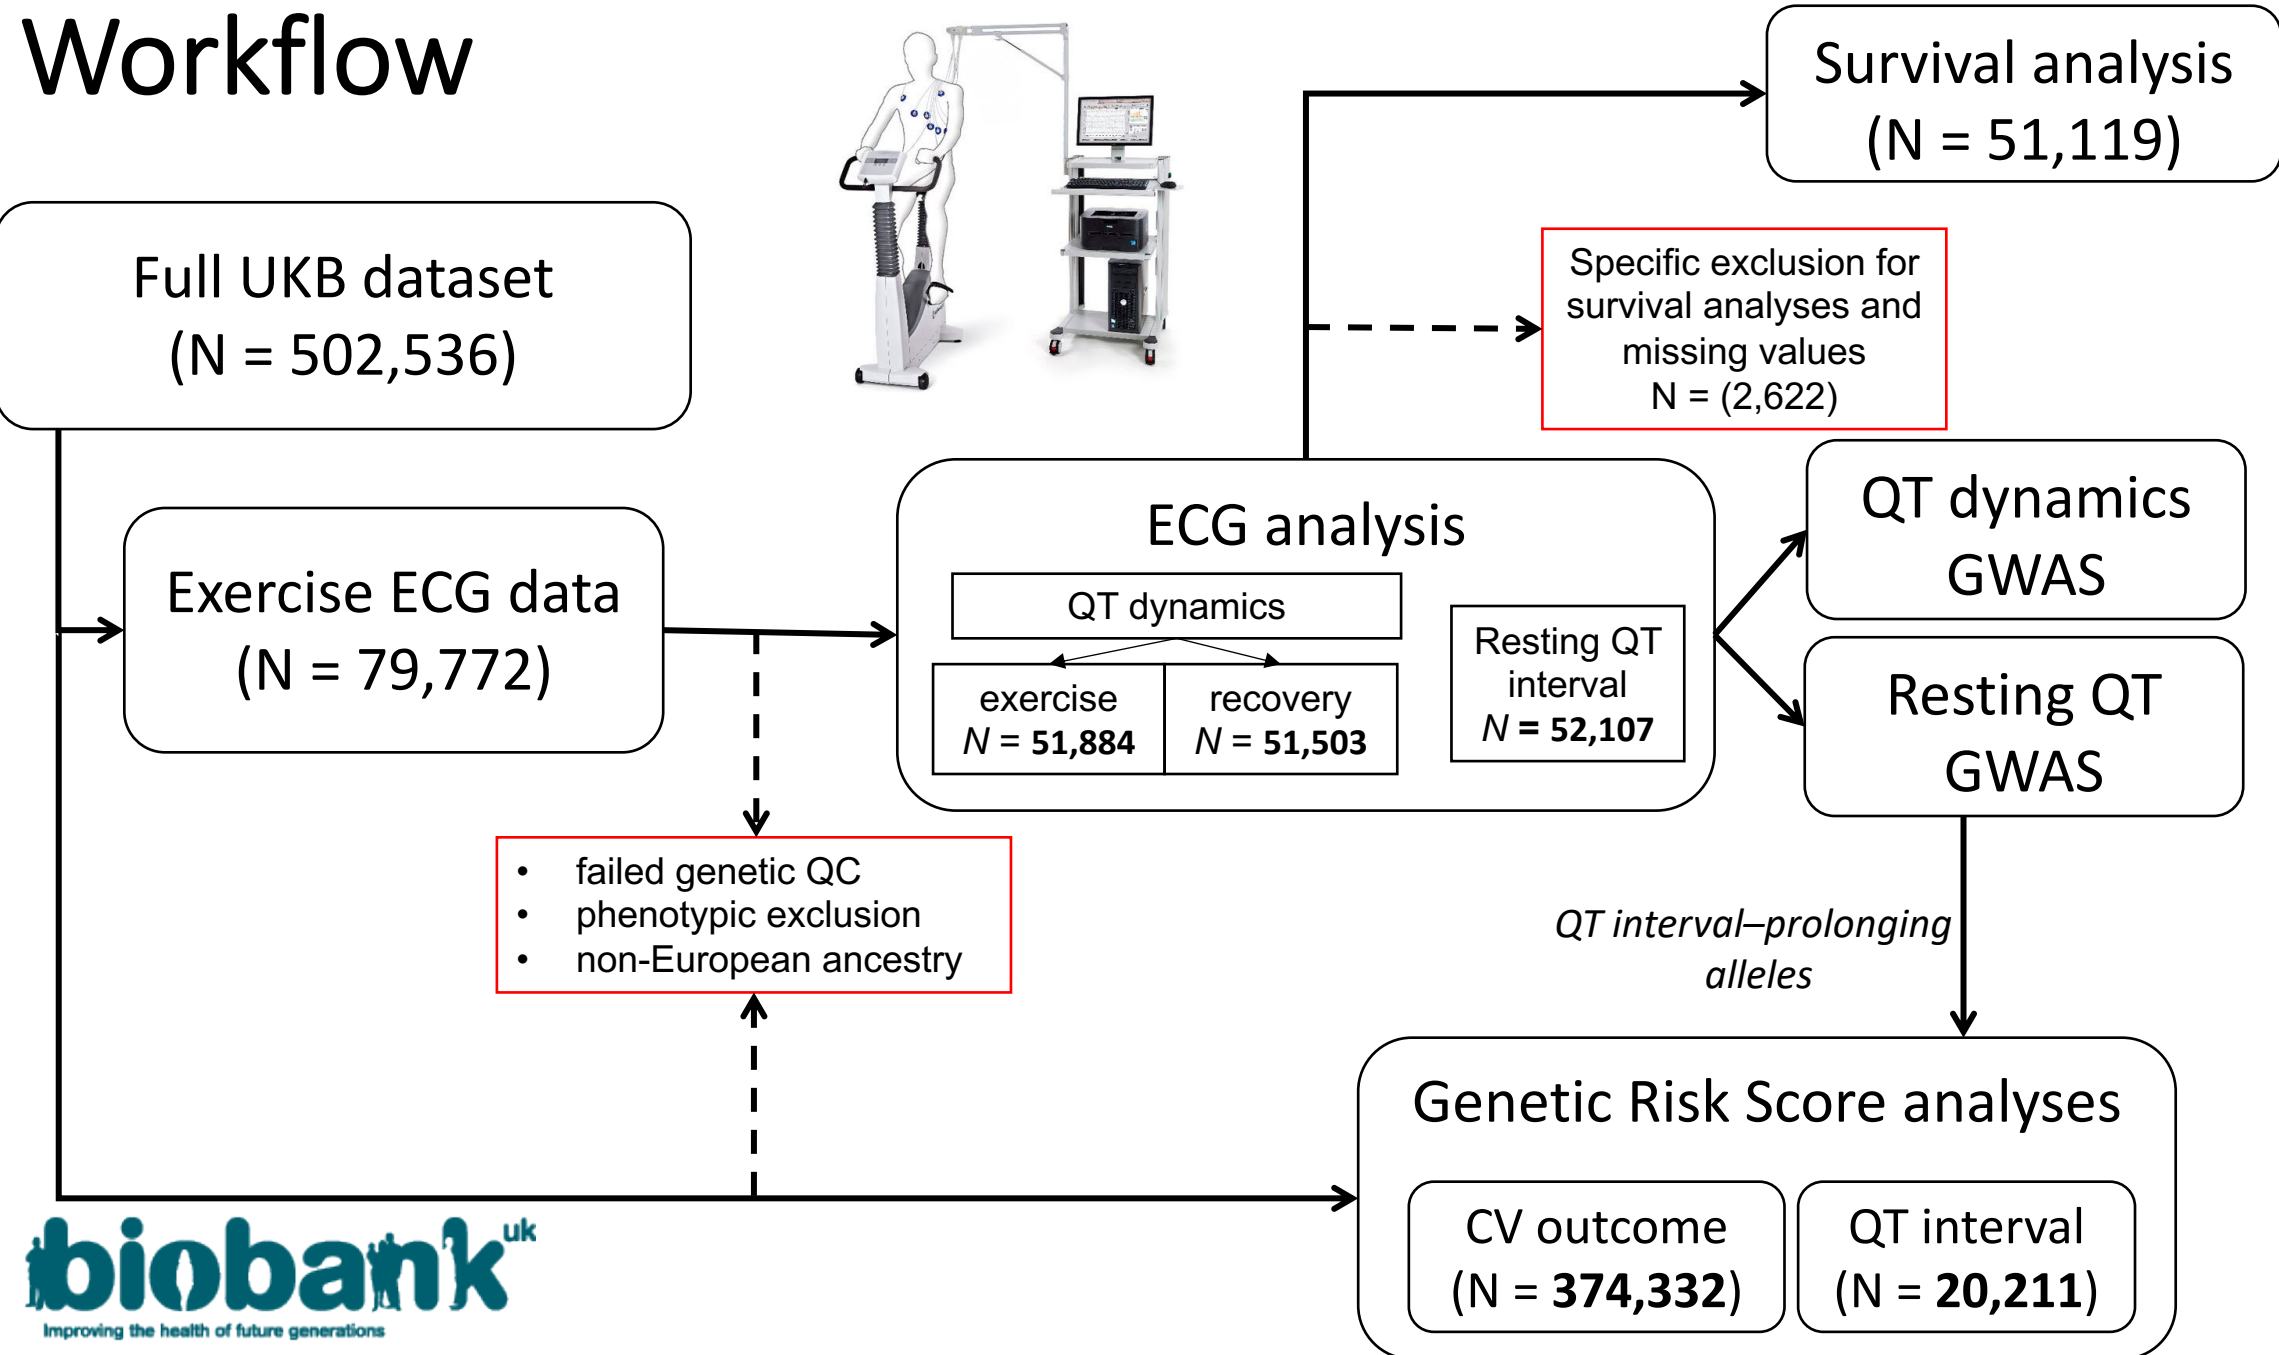 Workflow
Survival analysis
(N = 51,119)
Full UKB dataset
(N = 502,536)
Specific exclusion for
survival analyses and
missing values
N = (2,622)
Exercise ECG data
(N = 79,772)
ECG analysis
QT dynamics
exercise
N = 51,884
recovery
N = 51,503
Resting QT
interval
N = 52,107
QT dynamics
GWAS
Resting QT
GWAS
• failed genetic QC
• phenotypic exclusion
• non-European ancestry
QT interval–prolonging
alleles
Genetic Risk Score analyses
CV outcome
(N = 374,332)
QT interval
(N = 20,211)
biobank uk
Improving the health of future generations